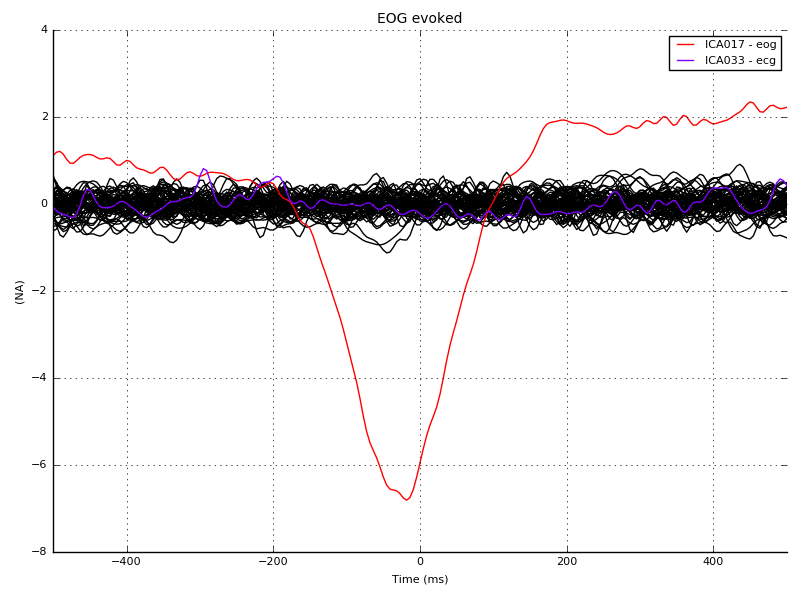 EOG evoked
ICA017 - eog
ICA033 - ecg
4
2
0
−2
−4
−6
−8
(NA)
−400
−200
0
200
400
Time (ms)